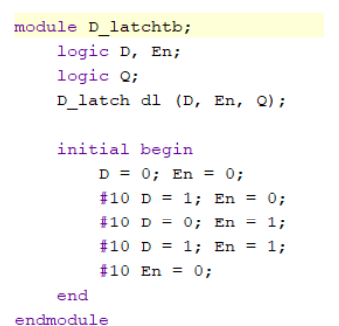 module D_latchtb;
    logic D, En;
    logic Q;
    D_latch dl (D, En, Q);

    initial begin
        D = 0; En = 0;
        #10 D = 1; En = 0;
        #10 D = 0; En = 1;
        #10 D = 1; En = 1;
        #10 En = 0;
    end
endmodule